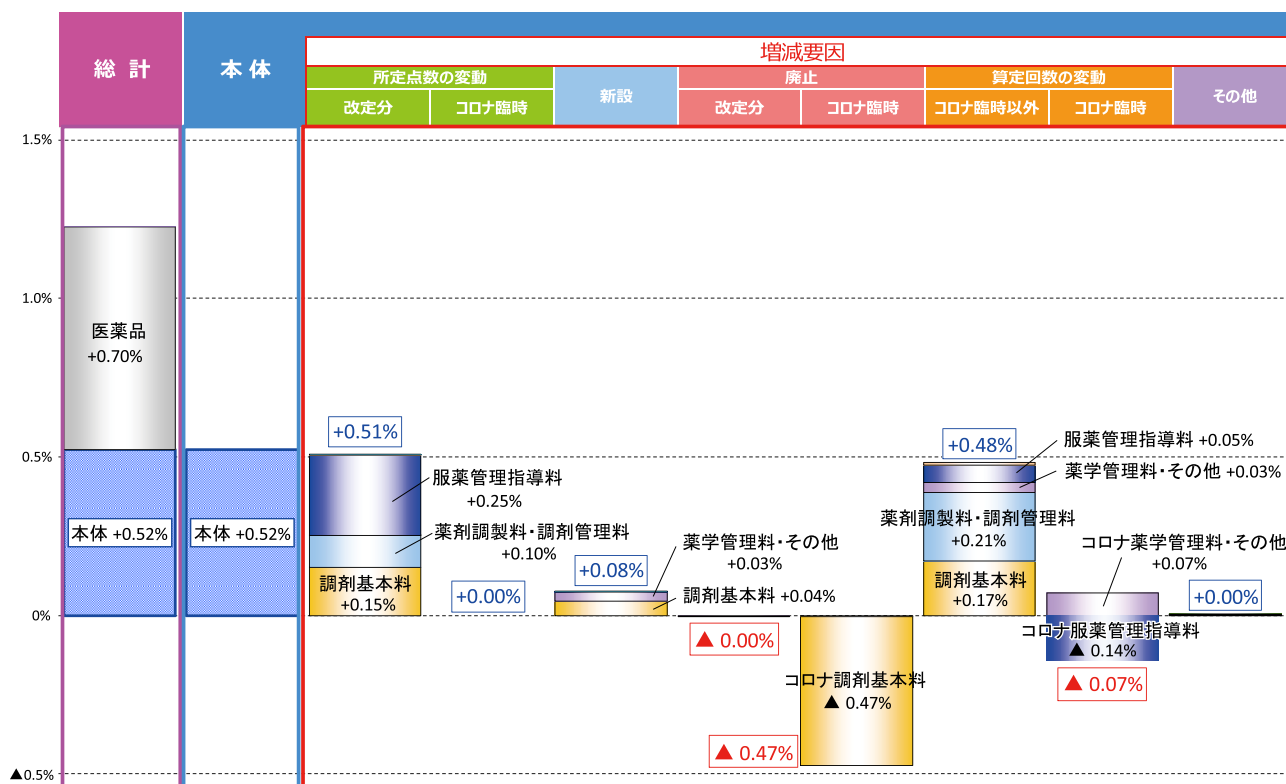 総 計
本 体
増減要因
所定点数の変動
新設
廃止
算定回数の変動
その他
改定分
コロナ臨時
改定分
コロナ臨時
コロナ臨時以外
コロナ臨時
1.5%
1.0%
0.5%
0%
▲0.5%
医薬品
+0.70%
本体 +0.52%
本体 +0.52%
+0.51%
服薬管理指導料
+0.25%
薬剤調製料・調剤管理料
+0.10%
調剤基本料
+0.15%
+0.00%
+0.08%
薬学管理料・その他
+0.03%
調剤基本料 +0.04%
▲ 0.00%
コロナ調剤基本料
▲ 0.47%
▲ 0.47%
+0.48%
服薬管理指導料 +0.05%
薬学管理料・その他 +0.03%
薬剤調製料・調剤管理料
+0.21%
調剤基本料
+0.17%
コロナ薬学管理料・その他
+0.07%
コロナ服薬管理指導料
▲ 0.14%
▲ 0.07%
+0.00%